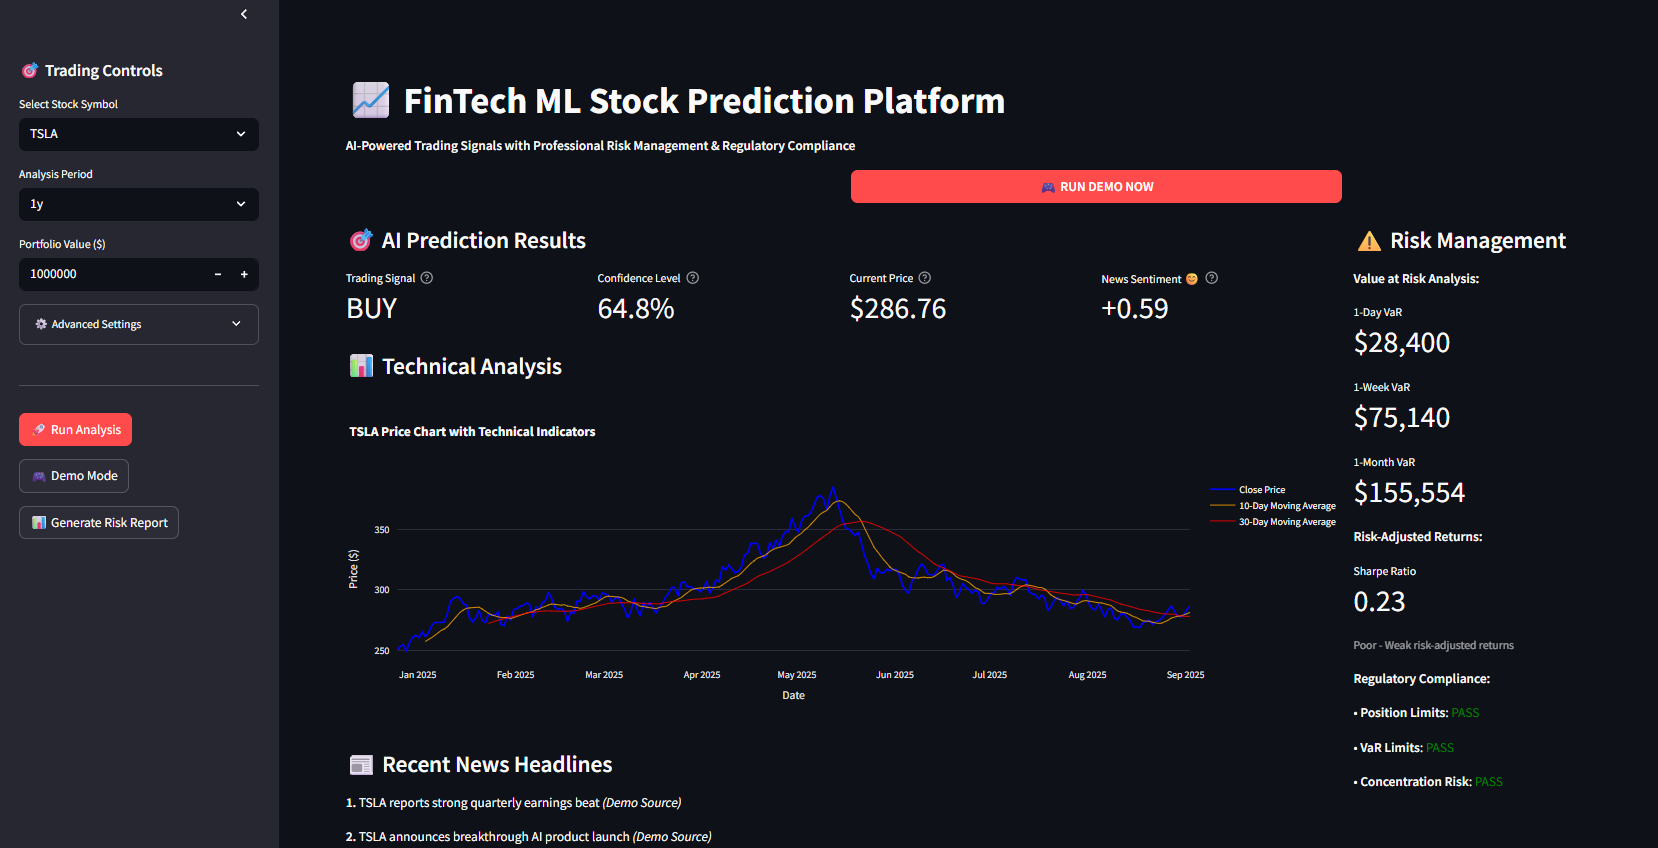 Trading Controls
Select Stock Symbol
TSLA
Analysis Period
1y
Portfolio Value ($)
1000000
Advanced Settings
Run Analysis
Demo Mode
Generate Risk Report
FinTech ML Stock Prediction Platform
AI-Powered Trading Signals with Professional Risk Management & Regulatory Compliance
RUN DEMO NOW
AI Prediction Results
Trading Signal
BUY
Confidence Level
64.8%
Current Price
$286.76
News Sentiment
+0.59
Technical Analysis
TSLA Price Chart with Technical Indicators
Close Price
10-Day Moving Average
30-Day Moving Average
Price ($)
350
300
250
Jan 2025 Feb 2025 Mar 2025 Apr 2025 May 2025 Jun 2025 Jul 2025 Aug 2025 Sep 2025
Date
Recent News Headlines
1. TSLA reports strong quarterly earnings beat (Demo Source)
2. TSLA announces breakthrough AI product launch (Demo Source)
Risk Management
Value at Risk Analysis:
1-Day VaR
$28,400
1-Week VaR
$75,140
1-Month VaR
$155,554
Risk-Adjusted Returns:
Sharpe Ratio
0.23
Poor - Weak risk-adjusted returns
Regulatory Compliance:
• Position Limits: PASS
• VaR Limits: PASS
• Concentration Risk: PASS